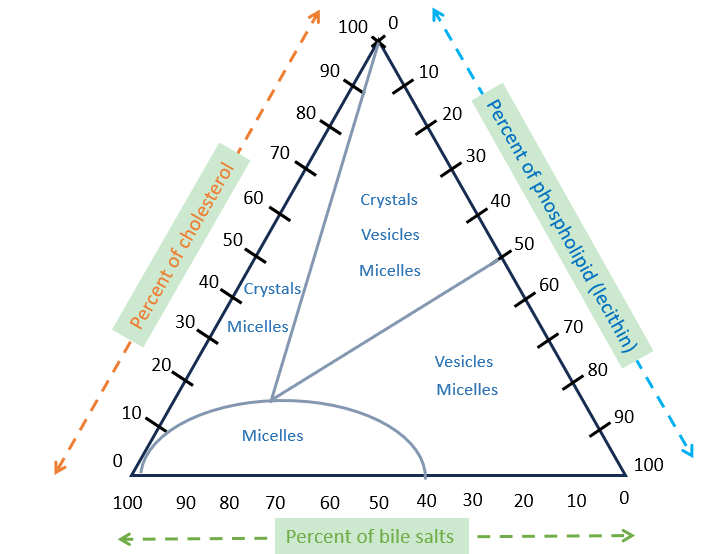 100 0
90 10
80 20
70 30
60 40
50 50
40 60
30 70
20 80
10 90
0 100
Percent of cholesterol
Percent of phospholipid (lecithin)
Crystals
Vesicles
Micelles
Crystals
Micelles
Vesicles
Micelles
Micelles
100 90 80 70 60 50 40 30 20 10 0
Percent of bile salts